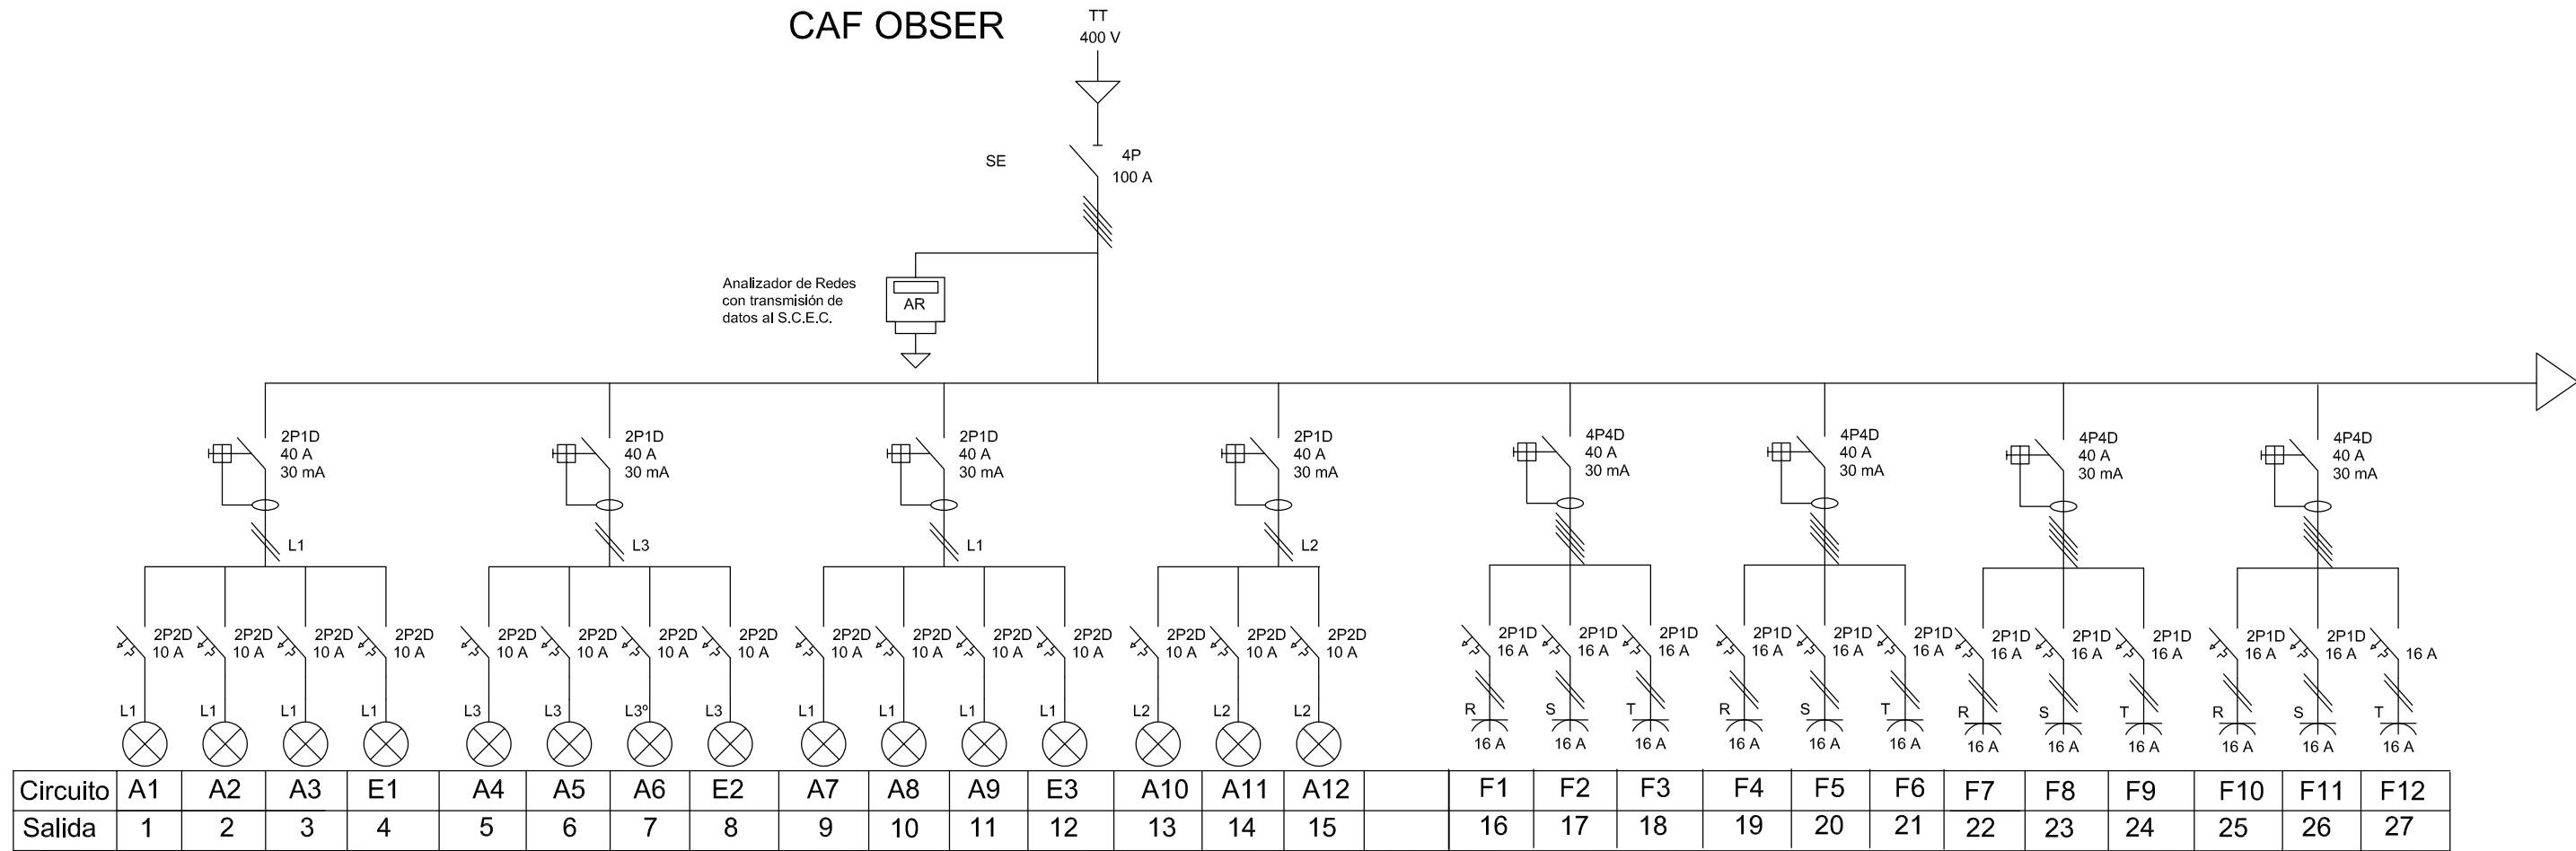 CAF OBSER
TT
400 V
SE
4P
100 A
Analizador de Redes
con transmisión de
datos al S.C.E.C.
AR
2P1D
40 A
30 mA
L1
2P1D
40 A
30 mA
L3
2P1D
40 A
30 mA
L1
2P1D
40 A
30 mA
L2
4P4D
40 A
30 mA
4P4D
40 A
30 mA
4P4D
40 A
30 mA
4P4D
40 A
30 mA
2P2D 2P2D 2P2D 2P2D 2P2D 2P2D 2P2D 2P2D 2P2D 2P2D 2P2D 2P2D 2P2D 2P2D 2P2D 2P1D 2P1D 2P1D 2P1D 2P1D 2P1D 2P1D 2P1D 2P1D 2P1D 2P1D
10 A 10 A 10 A 10 A 10 A 10 A 10 A 10 A 10 A 10 A 10 A 10 A 10 A 10 A 10 A 16 A 16 A 16 A 16 A 16 A 16 A 16 A 16 A 16 A 16 A 16 A 16 A
L1 L1 L1 L1 L3 L3 L3º L3 L1 L1 L1 L1 L2 L2 L2 R S T R S T R S T R S T
16 A 16 A 16 A 16 A 16 A 16 A 16 A 16 A 16 A 16 A 16 A 16 A
Circuito A1 A2 A3 E1 A4 A5 A6 E2 A7 A8 A9 E3 A10 A11 A12 F1 F2 F3 F4 F5 F6 F7 F8 F9 F10 F11 F12
Salida 1 2 3 4 5 6 7 8 9 10 11 12 13 14 15 16 17 18 19 20 21 22 23 24 25 26 27